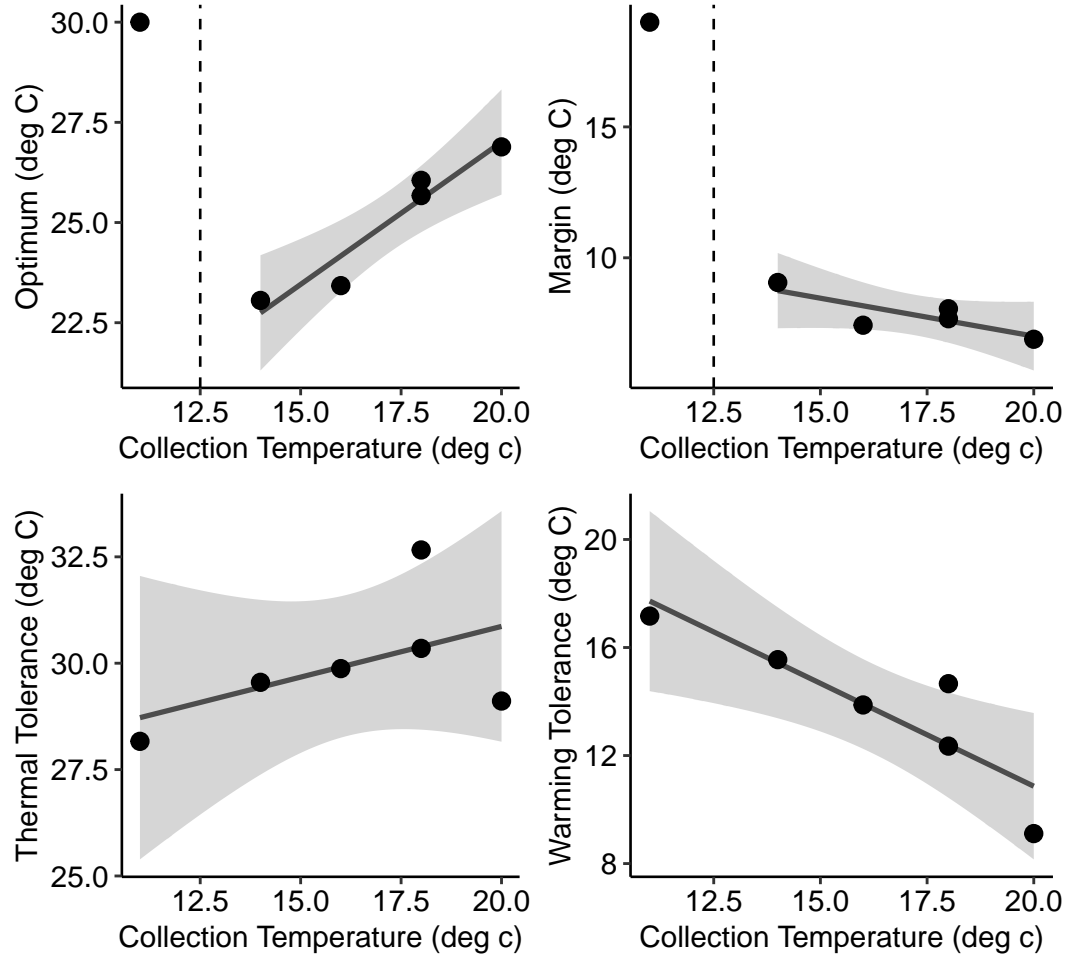 Optimum (deg C)
30.0
27.5
25.0
22.5
12.5 15.0 17.5 20.0
Collection Temperature (deg c)
Margin (deg C)
15
10
12.5 15.0 17.5 20.0
Collection Temperature (deg c)
Thermal Tolerance (deg C)
32.5
30.0
27.5
25.0
12.5 15.0 17.5 20.0
Collection Temperature (deg c)
Warming Tolerance (deg C)
20
16
12
8
12.5 15.0 17.5 20.0
Collection Temperature (deg c)